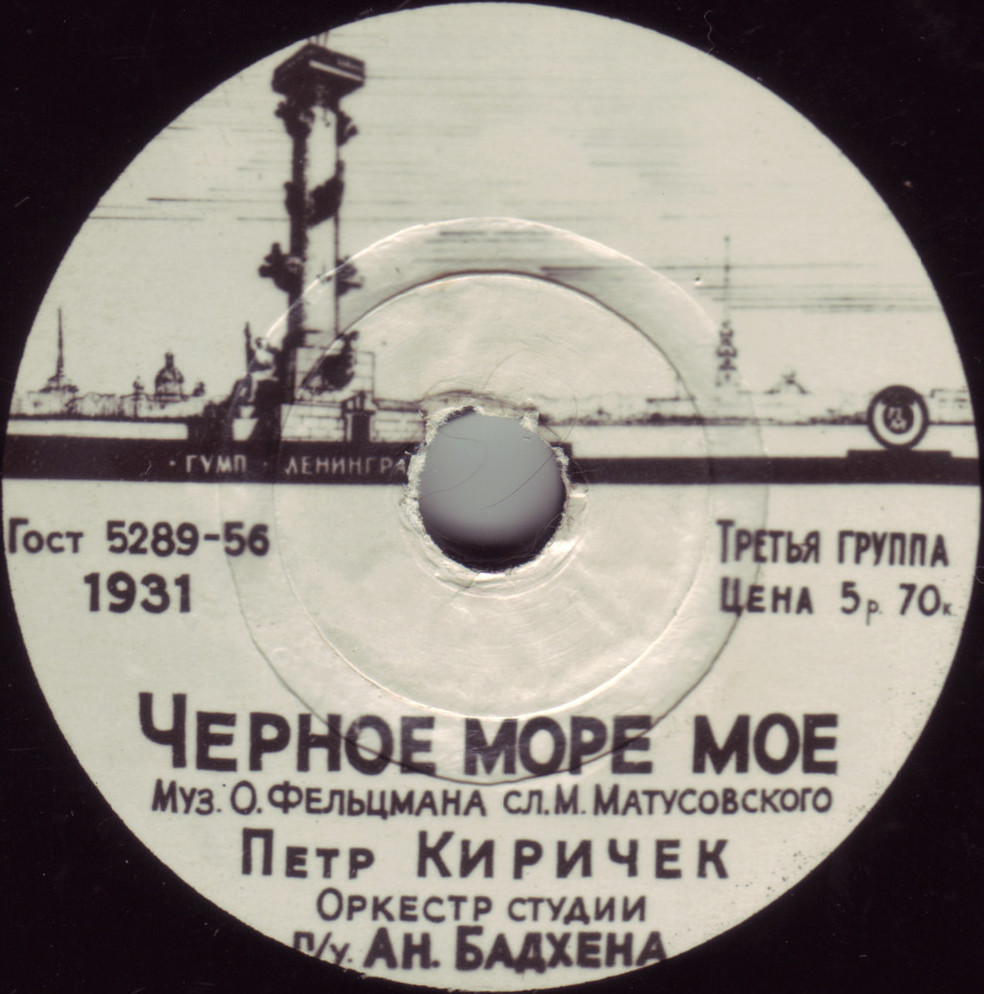 · ГУМП · ЛЕНИНГРА
Гост 5289-56
1931
Третья группа
Цена 5р. 70к.
Черное море мое
Муз. О. Фельцмана сл. М. Матусовского
Петр Киричек
Оркестр студии
п/у. Ан. Бадхена